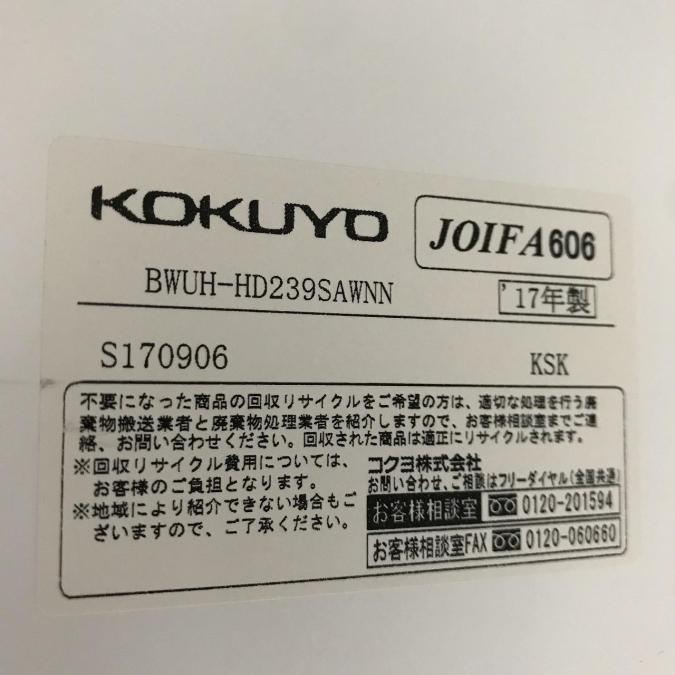 KOKUYO
JOIFA606
BWUH-HD239SAWNN
'17年製
S170906
KSK
不要になった商品の回収リサイクルをご希望の方は、適切な処理を行う廃
棄物搬送業者と廃棄物処理業者を紹介しますので、お客様相談室までご連
絡、お問い合わせください。回収された商品は適正にリサイクルされます。
※回収リサイクル費用については、
お客様のご負担となります。
※地域により紹介できない場合もご
ざいますので、ご了承ください。
コクヨ株式会社
お問い合わせ、ご相談はフリーダイヤル(全国共通)
お客様相談室 0120-201594
お客様相談室FAX 0120-060660